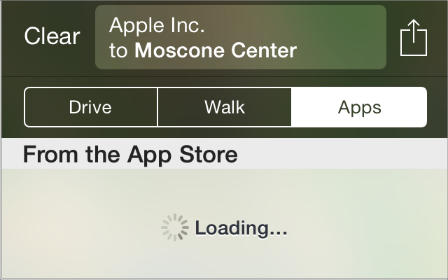 Clear
Apple Inc.
to Moscone Center
Drive
Walk
Apps
From the App Store
Loading...